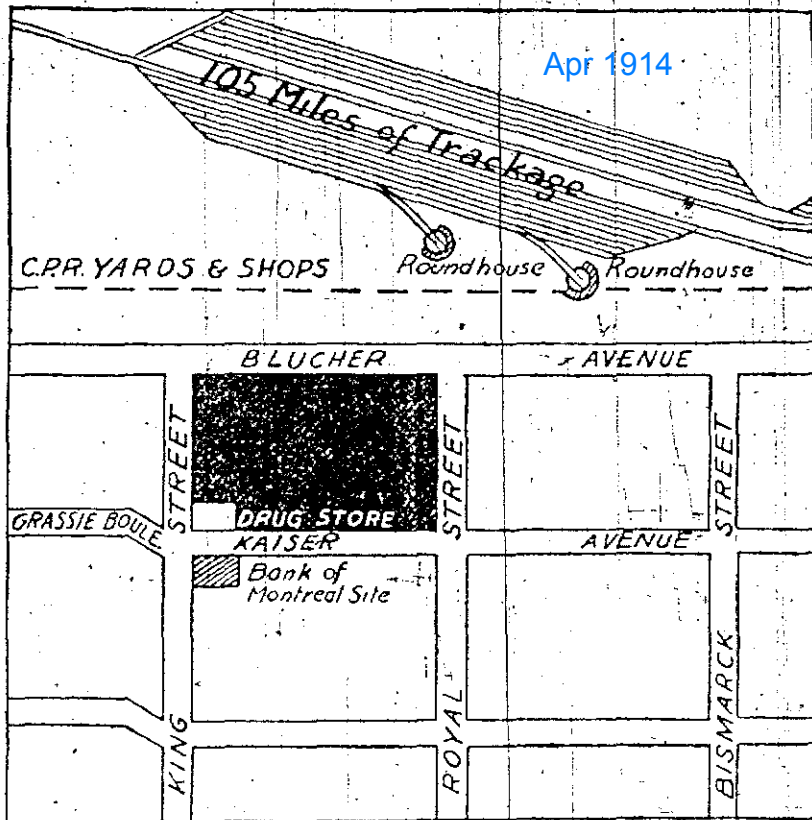 Apr 1914
105 Miles of Trackage
C.P.R. YARDS & SHOPS
Roundhouse
Roundhouse
BLUCHER AVENUE
STREET
STREET
STREET
DRUG STORE
GRASSIE BOULE.
KAISER AVENUE
Bank of
Montreal Site
KING
ROYAL
BISMARCK